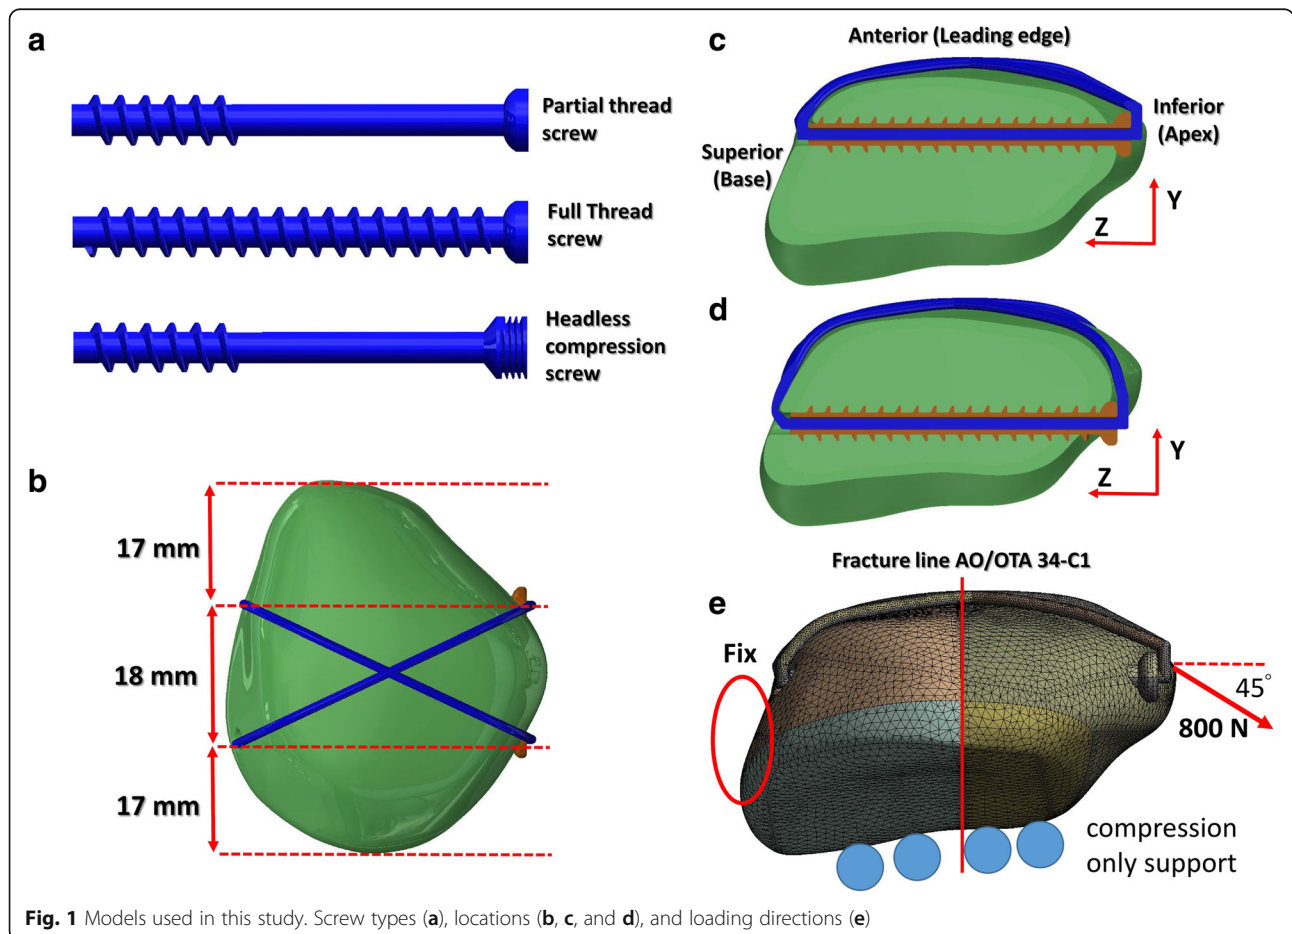 a
Partial thread
screw
Full Thread
screw
Headless
compression
screw
b
17 mm
18 mm
17 mm
c
Anterior (Leading edge)
Inferior
(Apex)
Superior
(Base)
Y
Z
d
Y
Z
Fracture line AO/OTA 34-C1
e
Fix
45°
800 N
compression
only support
Fig. 1 Models used in this study. Screw types (a), locations (b, c, and d), and loading directions (e)